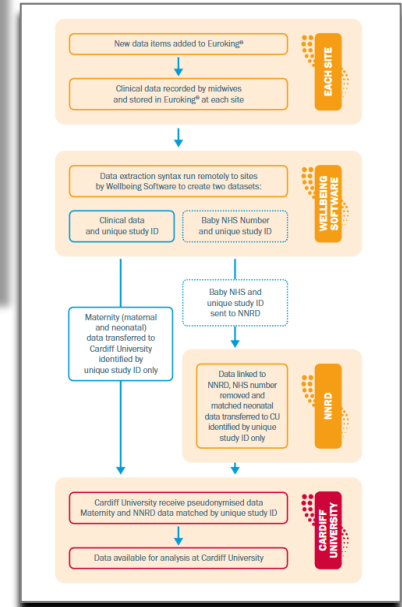 New data items added to Euroking®
Clinical data recorded by midwives
and stored in Euroking® at each site
EACH SITE
Data extraction syntax run remotely to sites
by Wellbeing Software to create two datasets:
Clinical data
and unique study ID
Baby NHS Number
and unique study ID
WELLBEING
SOFTWARE
Baby NHS and
unique study ID
sent to NNRD
Maternity (maternal
and neonatal)
data transferred to
Cardiff University
identified by
unique study ID only
Data linked to
NNRD, NHS number
removed and
matched neonatal
data transferred to CU
identified by unique
study ID only
NNRD
Cardiff University receive pseudonymised data
Maternity and NNRD data matched by unique study ID
Data available for analysis at Cardiff University
CARDIFF
UNIVERSITY